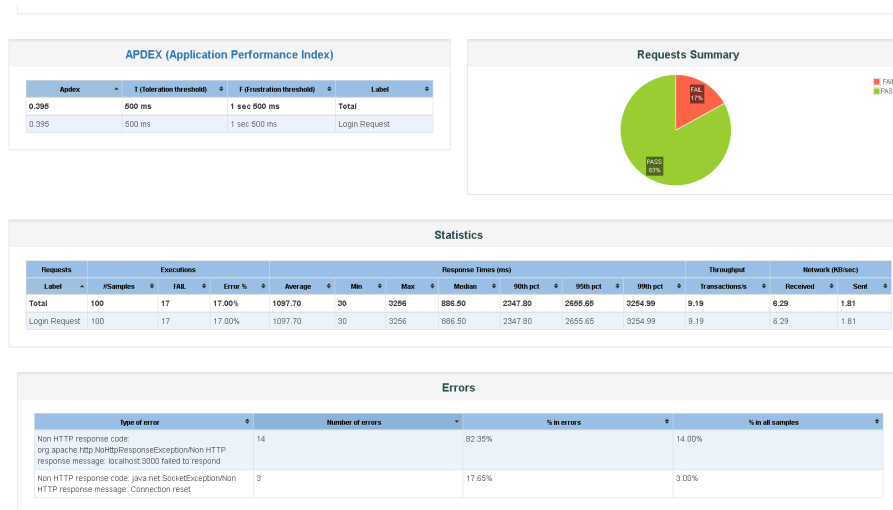 APDEX (Application Performance Index)
Apdex T (Toleration threshold) F (Frustration threshold) Label
0.395 500 ms 1 sec 500 ms Total
0.395 500 ms 1 sec 500 ms Login Request
Requests Summary
FAIL
17%
PASS
83%
FAIL
PASS
Statistics
Requests Executions Response Times (ms) Throughput Network (KB/sec)
Label #Samples FAIL Error % Average Min Max Median 90th pct 95th pct 99th pct Transactions/s Received Sent
Total 100 17 17.00% 1097.70 30 3256 886.50 2347.80 2655.65 3254.99 9.19 6.29 1.81
Login Request 100 17 17.00% 1097.70 30 3256 886.50 2347.80 2655.65 3254.99 9.19 6.29 1.81
Errors
Type of error Number of errors % in errors % in all samples
Non HTTP response code:
org.apache.http.NoHttpResponseException/Non HTTP
response message: localhost:3000 failed to respond
14 82.35% 14.00%
Non HTTP response code: java.net.SocketException/Non
HTTP response message: Connection reset
3 17.65% 3.00%